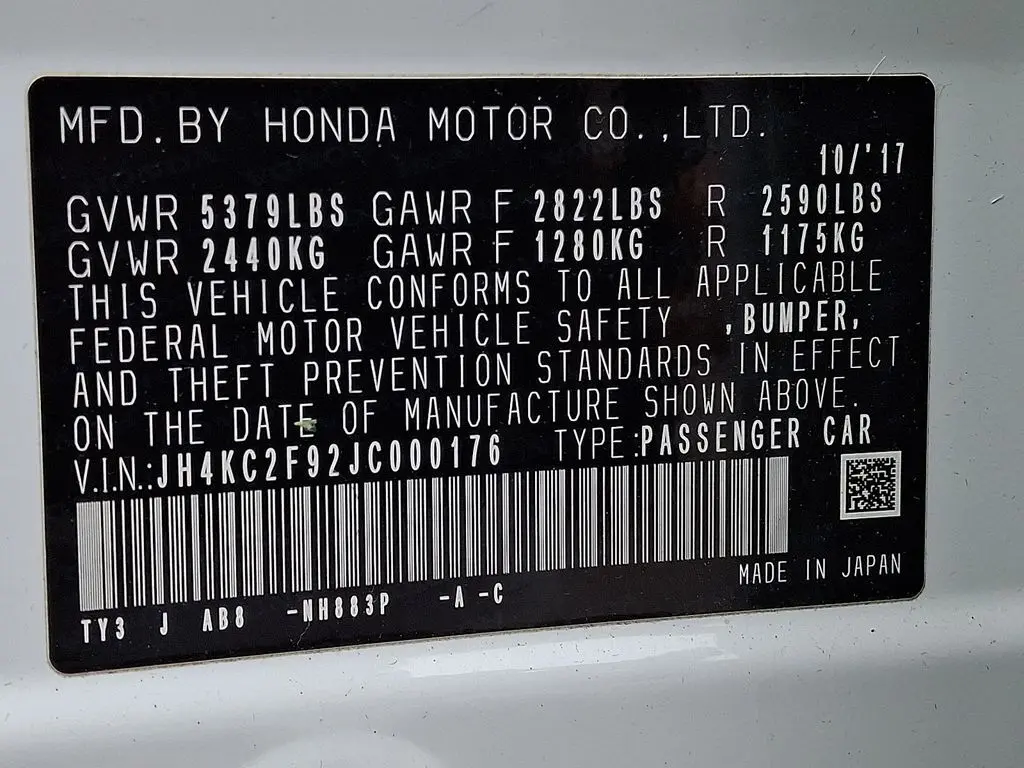 MFD. BY HONDA MOTOR CO., LTD.
10/'17
GVWR 5379LBS GAWR F 2822LBS R 2590LBS
GVWR 2440KG GAWR F 1280KG R 1175KG
THIS VEHICLE CONFORMS TO ALL APPLICABLE
FEDERAL MOTOR VEHICLE SAFETY , BUMPER,
AND THEFT PREVENTION STANDARDS IN EFFECT
ON THE DATE OF MANUFACTURE SHOWN ABOVE.
V.I.N.: JH4KC2F92JC000176 TYPE: PASSENGER CAR
MADE IN JAPAN
TY3 J AB8 -NH883P -A -C